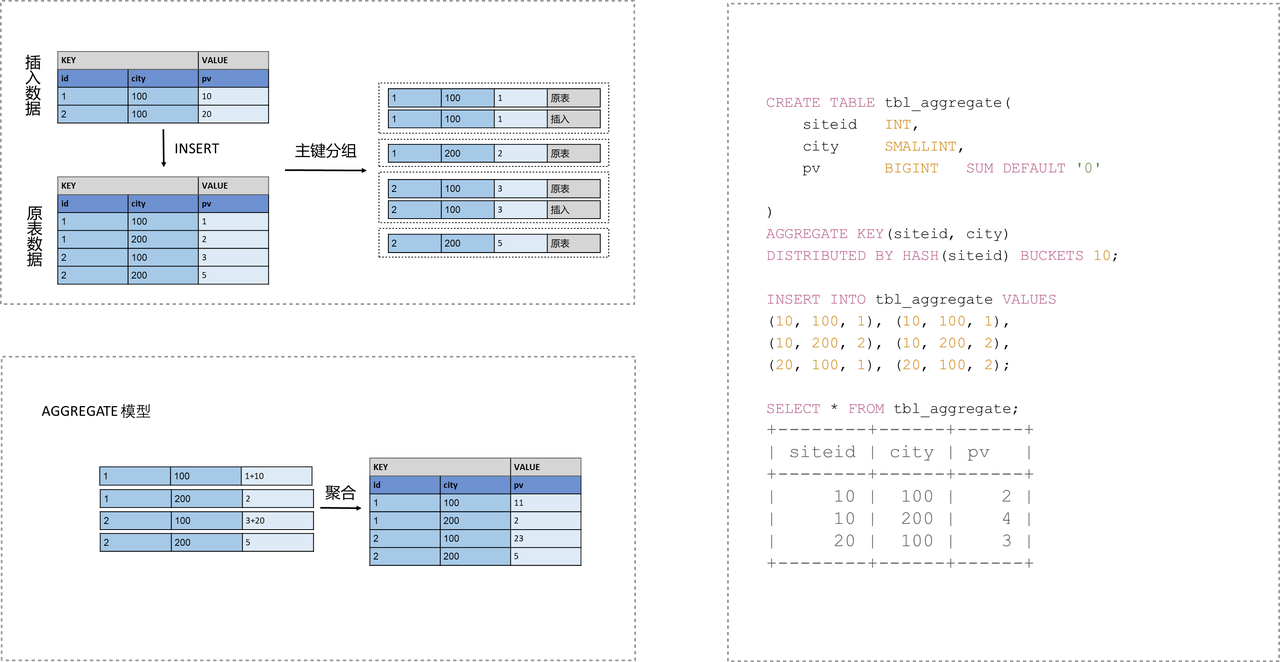 插入数据
KEY VALUE
id city pv
1 100 10
2 100 20
INSERT
原表数据
KEY VALUE
id city pv
1 100 1
1 200 2
2 100 3
2 200 5
主键分组
1 100 1 原表
1 100 1 插入
1 200 2 原表
2 100 3 原表
2 100 3 插入
2 200 5 原表
AGGREGATE 模型
1 100 1+10
1 200 2
2 100 3+20
2 200 5
聚合
KEY VALUE
id city pv
1 100 11
1 200 2
2 100 23
2 200 5
CREATE TABLE tbl_aggregate(
siteid INT,
city SMALLINT,
pv BIGINT SUM DEFAULT '0'
)
AGGREGATE KEY(siteid, city)
DISTRIBUTED BY HASH(siteid) BUCKETS 10;
INSERT INTO tbl_aggregate VALUES
(10, 100, 1), (10, 100, 1),
(10, 200, 2), (10, 200, 2),
(20, 100, 1), (20, 100, 2);
SELECT * FROM tbl_aggregate;
+--------+------+------+
| siteid | city | pv |
+--------+------+------+
| 10 | 100 | 2 |
| 10 | 200 | 4 |
| 20 | 100 | 3 |
+--------+------+------+